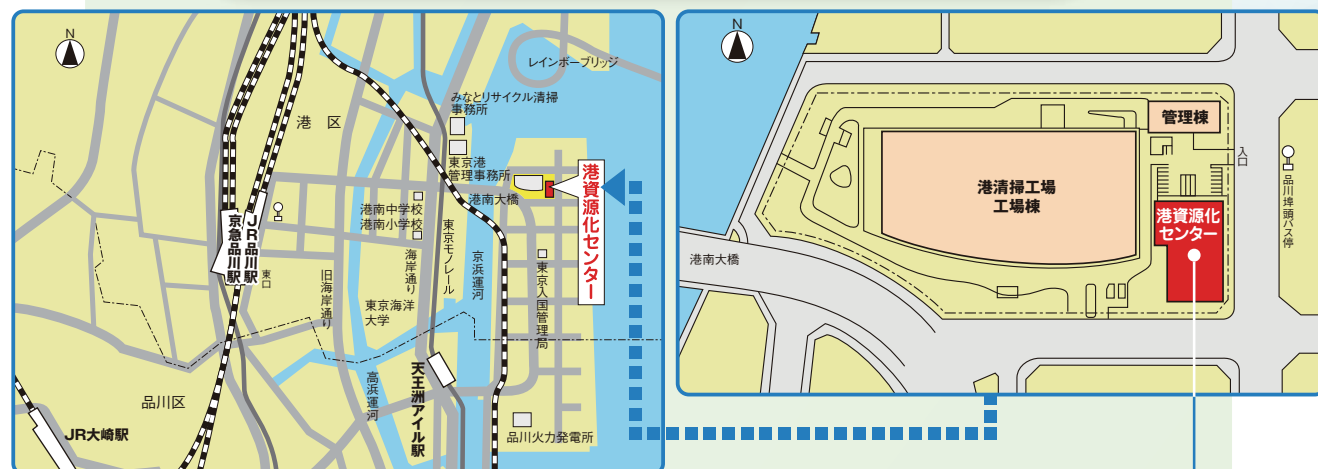 N
レインボーブリッジ
みなとリサイクル清掃
事務所
港 区
東京港
管理事務所
港南大橋
港資源化センター
港南中学校
港南小学校
JR品川駅
京急品川駅
東口
旧海岸通り
海岸通り
東京モノレール
京浜運河
東京入国管理局
東京海洋
大学
天王洲アイル駅
高浜運河
品川区
JR大崎駅
品川火力発電所
N
管理棟
入口
港清掃工場
工場棟
品川埠頭バス停
港資源化
センター
港南大橋